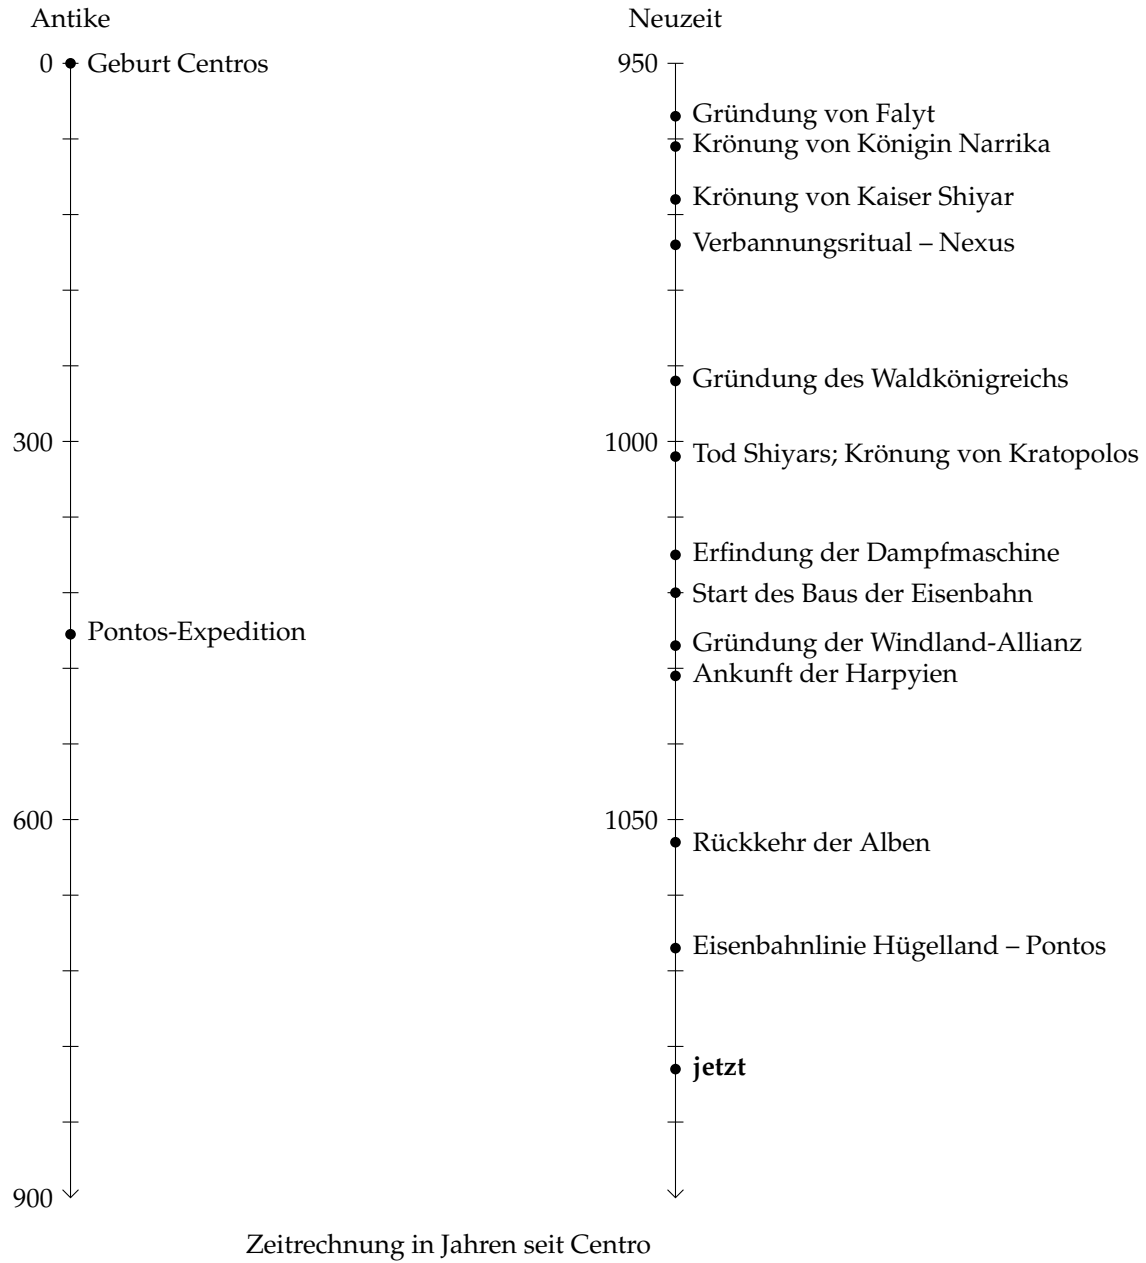 Antike
0 Geburt Centros
300
Pontos-Expedition
600
900
Neuzeit
950
Gründung von Falyt
Krönung von Königin Narrika
Krönung von Kaiser Shiyar
Verbannungsritual – Nexus
Gründung des Waldkönigreichs
1000
Tod Shiyars; Krönung von Kratopolos
Erfindung der Dampfmaschine
Start des Baus der Eisenbahn
Gründung der Windland-Allianz
Ankunft der Harpyien
1050
Rückkehr der Alben
Eisenbahnlinie Hügelland – Pontos
jetzt
Zeitrechnung in Jahren seit Centro